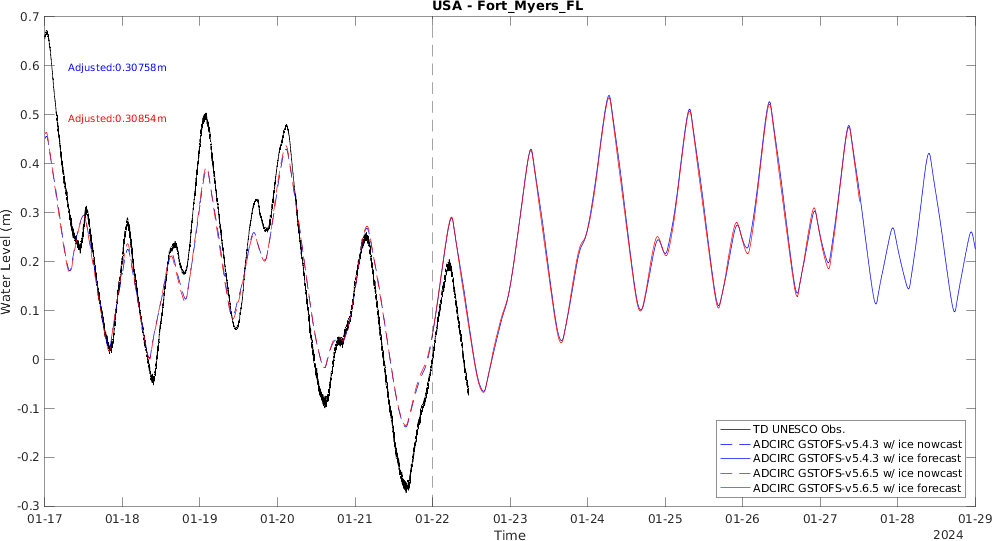 USA - Fort_Myers_FL
0.7
0.6
0.5
0.4
0.3
0.2
0.1
0
-0.1
-0.2
-0.3
Water Level (m)
Adjusted:0.30758m
Adjusted:0.30854m
TD UNESCO Obs.
ADCIRC GSTOFS-v5.4.3 w/ ice nowcast
ADCIRC GSTOFS-v5.4.3 w/ ice forecast
ADCIRC GSTOFS-v5.6.5 w/ ice nowcast
ADCIRC GSTOFS-v5.6.5 w/ ice forecast
01-17 01-18 01-19 01-20 01-21 01-22 01-23 01-24 01-25 01-26 01-27 01-28 01-29
Time
2024